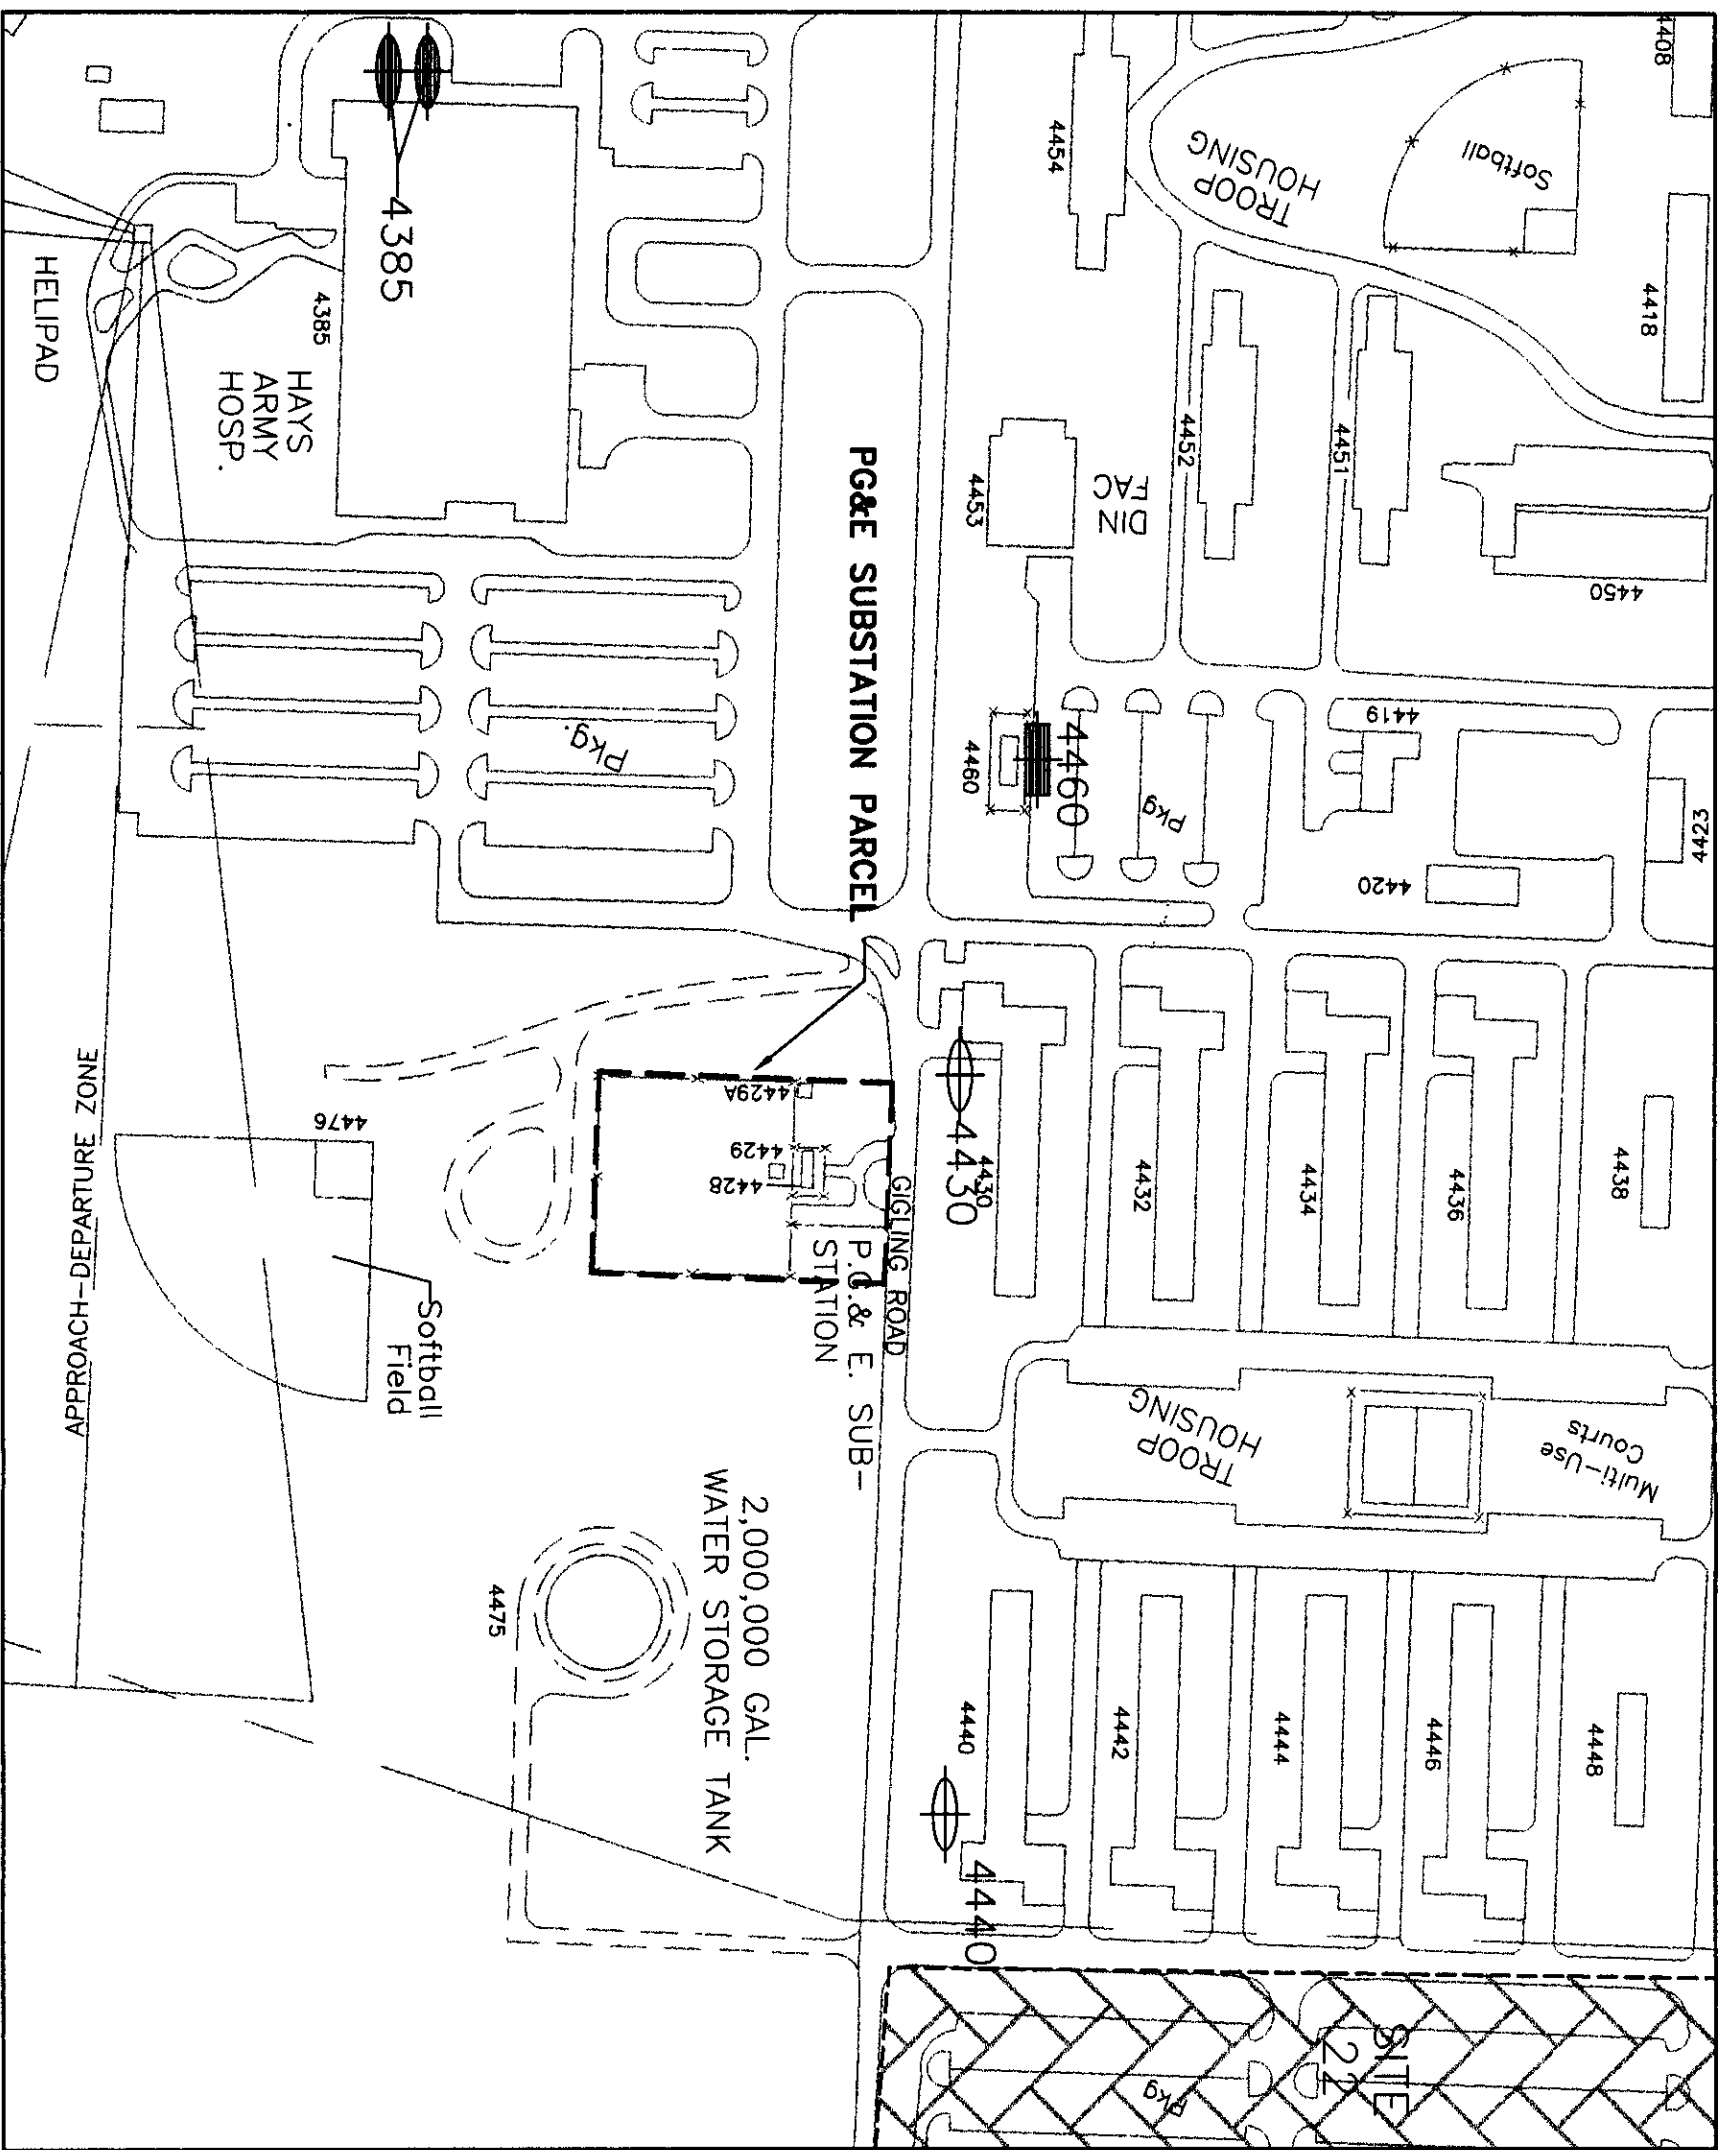 4408
Softball
TROOP
HOUSING
4418
4454
4385
4385
HELIPAD
HAYS
ARMY
HOSP.
4450
4451
4452
DIN
FAC
4453
PG&E SUBSTATION PARCEL
4423
4419
4420
Pkg
4460
4460
Pkg.
4438
4436
4434
4432
4430
4430
GIGLING ROAD
P.G.& E. SUB-
STATION
4429A
4429
4428
4476
Softball
Field
APPROACH-DEPARTURE ZONE
Multi-Use
Courts
TROOP
HOUSING
2,000,000 GAL.
WATER STORAGE TANK
4475
4448
4446
4444
4442
4440
4440
SITE
22
Pkg